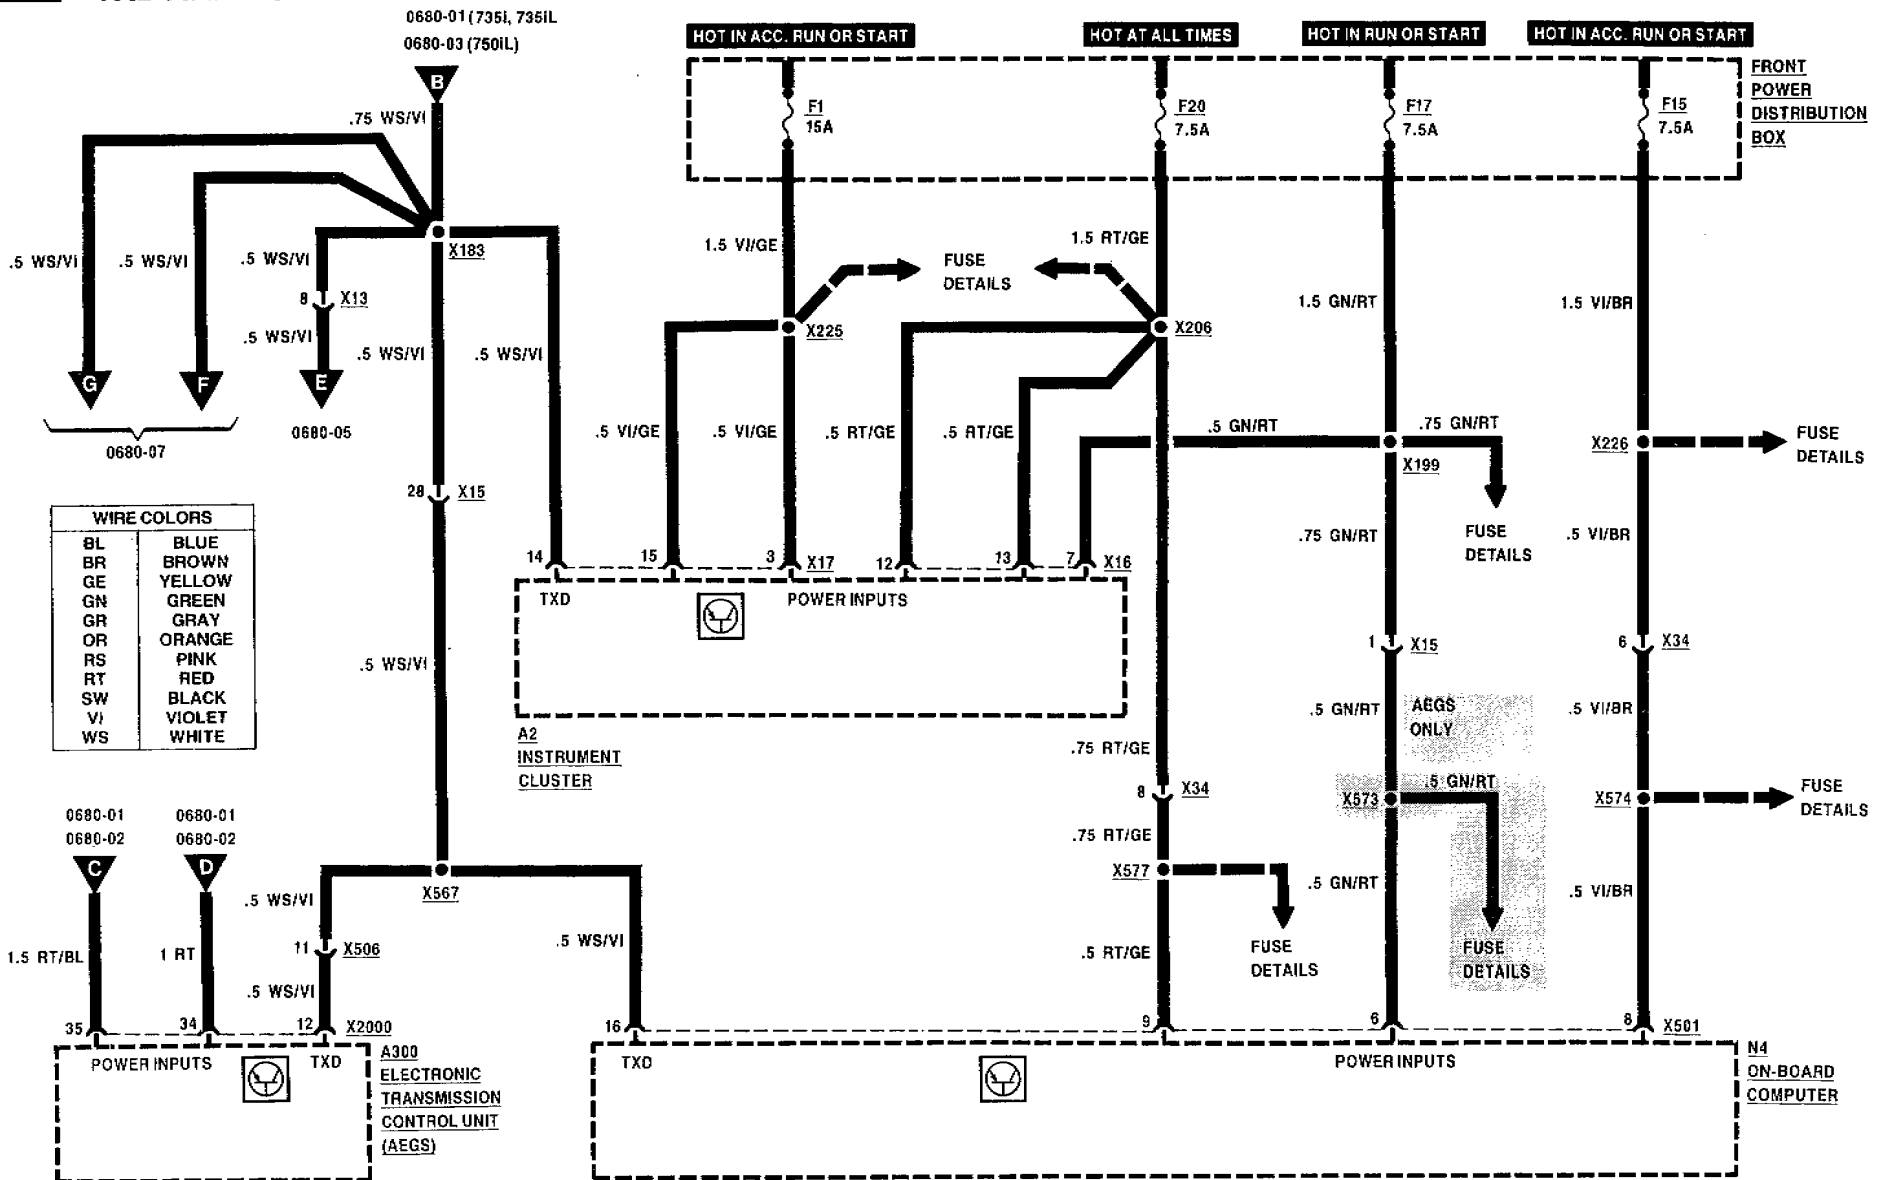 0680-01 (735i, 735iL
0680-03 (750iL)
B
HOT IN ACC. RUN OR START
HOT AT ALL TIMES
HOT IN RUN OR START
HOT IN ACC. RUN OR START
FRONT
POWER
DISTRIBUTION
BOX
F1
15A
F20
7.5A
F17
7.5A
F15
7.5A
.75 WS/VI
X183
.5 WS/VI
.5 WS/VI
.5 WS/VI
8
X13
.5 WS/VI
.5 WS/VI
.5 WS/VI
G
F
E
0680-07
0680-05
1.5 VI/GE
FUSE
DETAILS
1.5 RT/GE
1.5 GN/RT
1.5 VI/BR
X225
X206
.5 VI/GE
.5 VI/GE
.5 RT/GE
.5 RT/GE
.5 GN/RT
.75 GN/RT
X199
X226
FUSE
DETAILS
FUSE
DETAILS
28
X15
WIRE COLORS
BL BLUE
BR BROWN
GE YELLOW
GN GREEN
GR GRAY
OR ORANGE
RS PINK
RT RED
SW BLACK
VI VIOLET
WS WHITE
14
15
3
X17
12
13
7
X16
TXD
POWER INPUTS
.75 GN/RT
.5 VI/BR
1
X15
6
X34
.5 WS/VI
A2
INSTRUMENT
CLUSTER
.5 GN/RT
AEGS
ONLY
.5 VI/BR
.75 RT/GE
8
X34
X573
.5 GN/RT
X574
FUSE
DETAILS
0680-01
0680-02
0680-01
0680-02
C
D
.75 RT/GE
X577
X567
.5 WS/VI
.5 GN/RT
.5 VI/BR
1.5 RT/BL
1 RT
11
X506
.5 WS/VI
.5 WS/VI
.5 RT/GE
FUSE
DETAILS
FUSE
DETAILS
35
34
12
X2000
16
9
6
8
X501
POWER INPUTS
TXD
A300
ELECTRONIC
TRANSMISSION
CONTROL UNIT
(AEGS)
TXD
POWER INPUTS
N4
ON-BOARD
COMPUTER